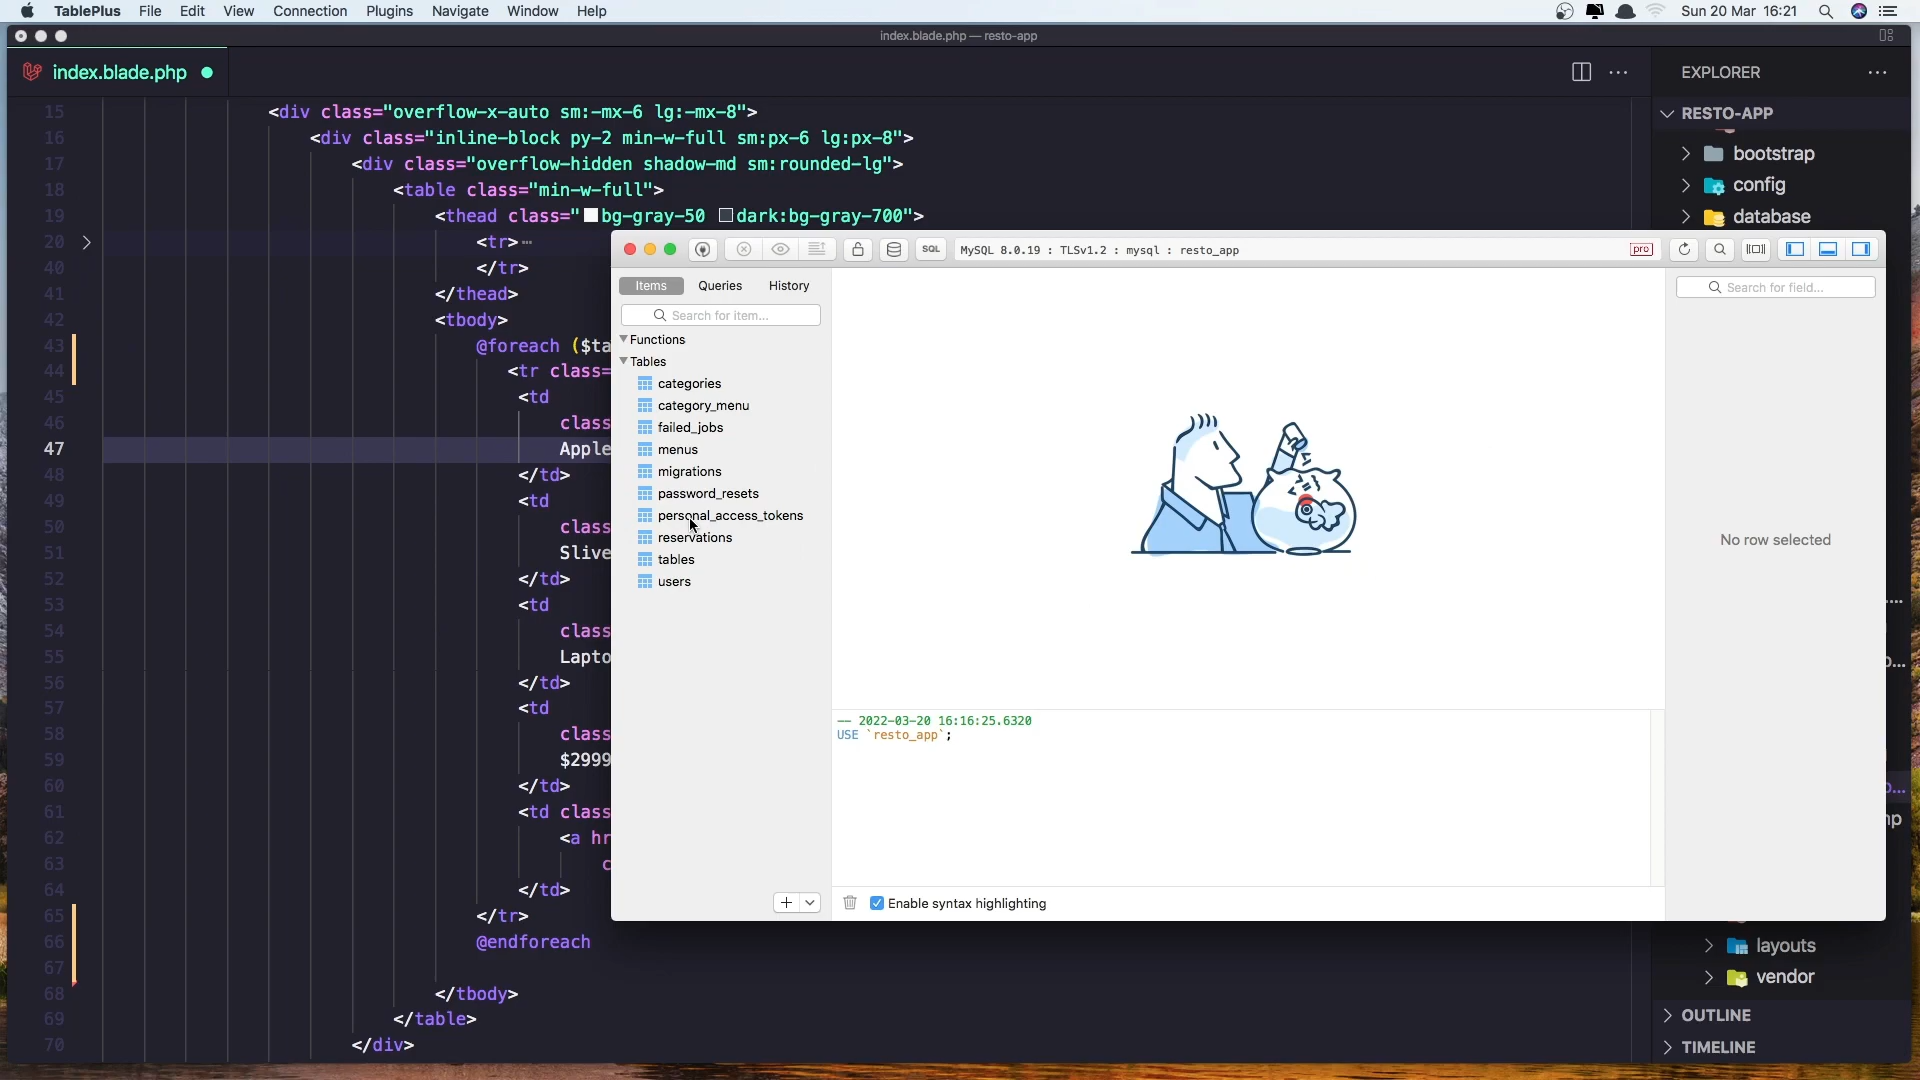 TablePlus File Edit View Connection Plugins Navigate Window Help
Sun 20 Mar 16:21
index.blade.php — resto-app
index.blade.php
15 <div class="overflow-x-auto sm:-mx-6 lg:-mx-8">
16 <div class="inline-block py-2 min-w-full sm:px-6 lg:px-8">
17 <div class="overflow-hidden shadow-md sm:rounded-lg">
18 <table class="min-w-full">
19 <thead class="bg-gray-50 dark:bg-gray-700">
20 <tr>
40 </tr>
41 </thead>
42 <tbody>
43 @foreach ($ta
44 <tr class=
45 <td
46 class
47 Apple
48 </td>
49 <td
50 class
51 Slive
52 </td>
53 <td
54 class
55 Lapto
56 </td>
57 <td
58 class
59 $2999
60 </td>
61 <td class
62 <a hr
63 c
64 </td>
65 </tr>
66 @endforeach
67
68 </tbody>
69 </table>
70 </div>
SQL
MySQL 8.0.19 : TLSv1.2 : mysql : resto_app
pro
Items Queries History
Search for item...
Functions
Tables
categories
category_menu
failed_jobs
menus
migrations
password_resets
personal_access_tokens
reservations
tables
users
-- 2022-03-20 16:16:25.6320
USE `resto_app`;
Enable syntax highlighting
Search for field...
No row selected
EXPLORER
RESTO-APP
bootstrap
config
database
layouts
vendor
OUTLINE
TIMELINE